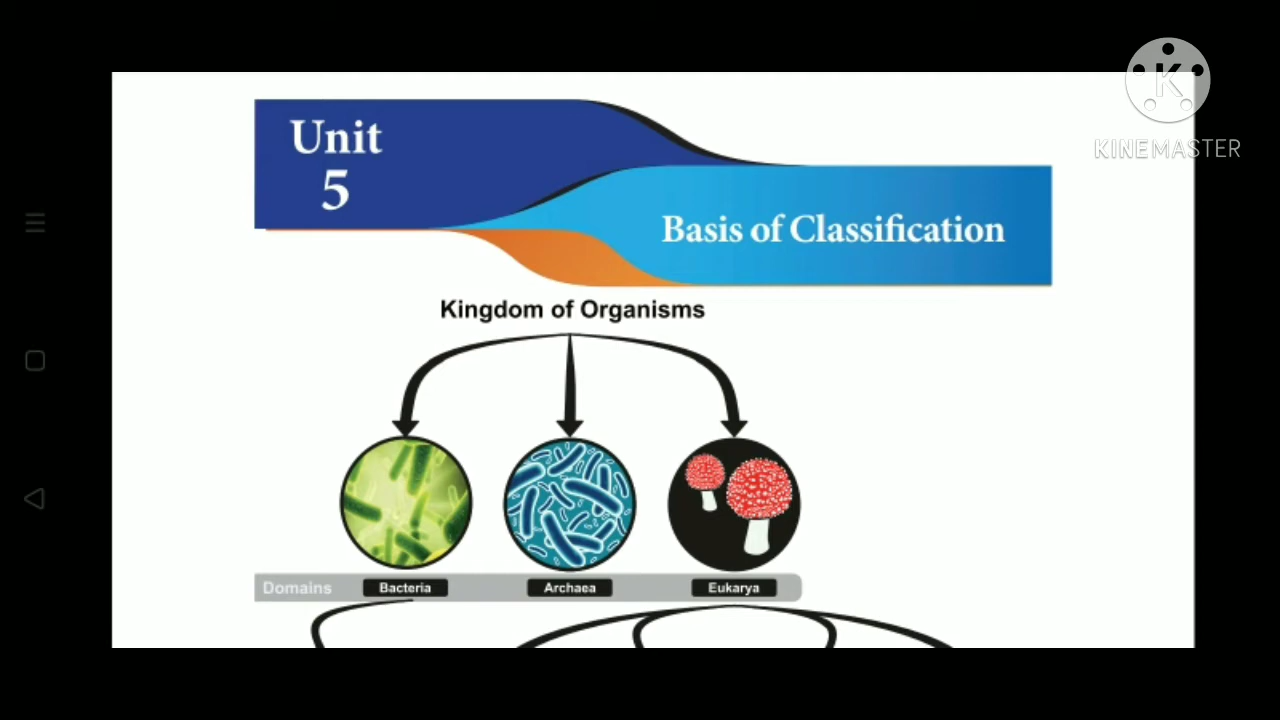 KINEMASTER
Unit
5
Basis of Classification
Kingdom of Organisms
Domains Bacteria Archaea Eukarya